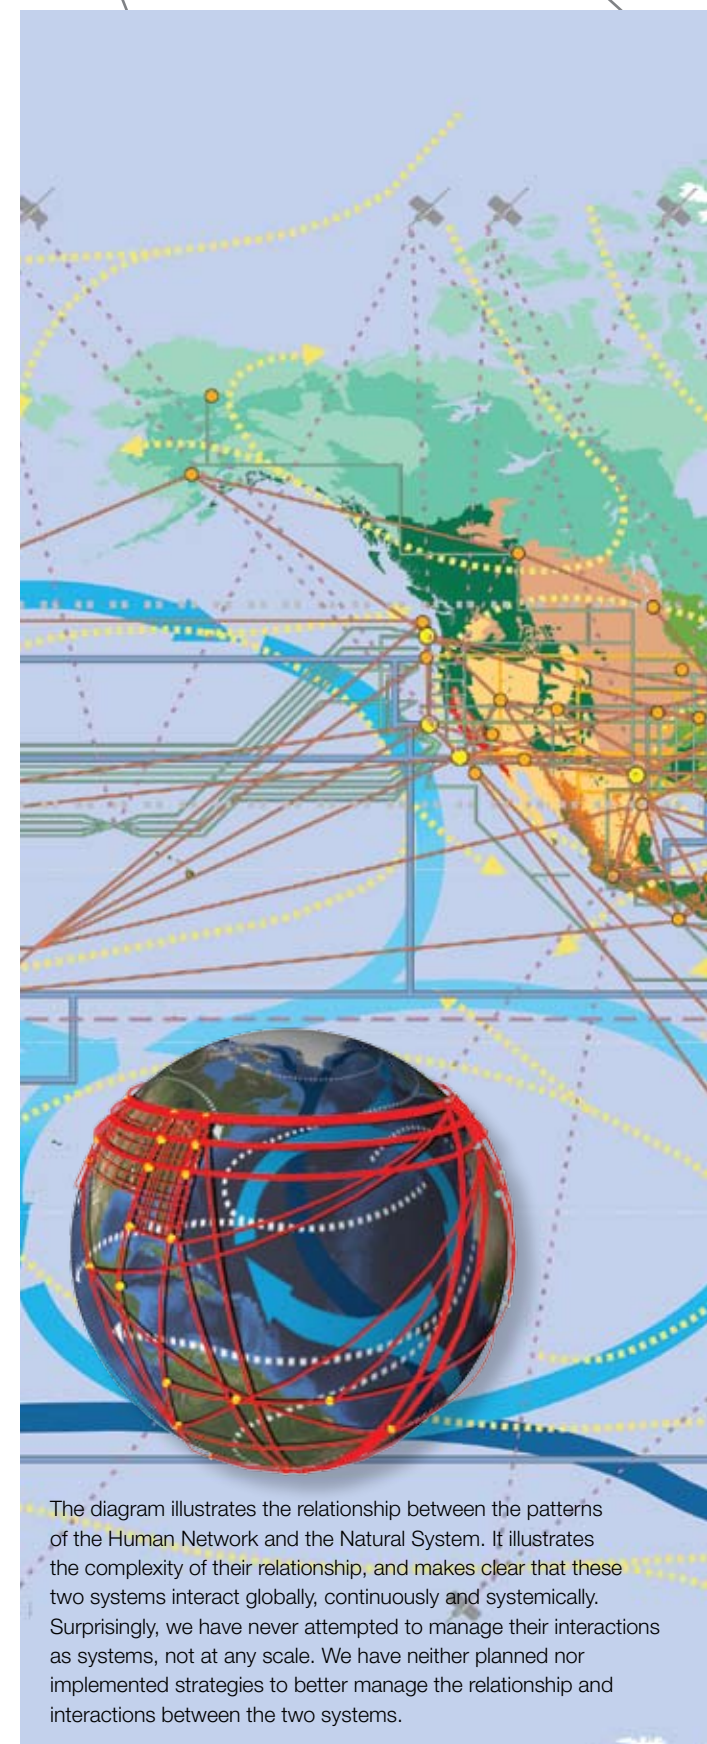 The diagram illustrates the relationship between the patterns
of the Human Network and the Natural System. It illustrates
the complexity of their relationship, and makes clear that these
two systems interact globally, continuously and systemically.
Surprisingly, we have never attempted to manage their interactions
as systems, not at any scale. We have neither planned nor
implemented strategies to better manage the relationship and
interactions between the two systems.